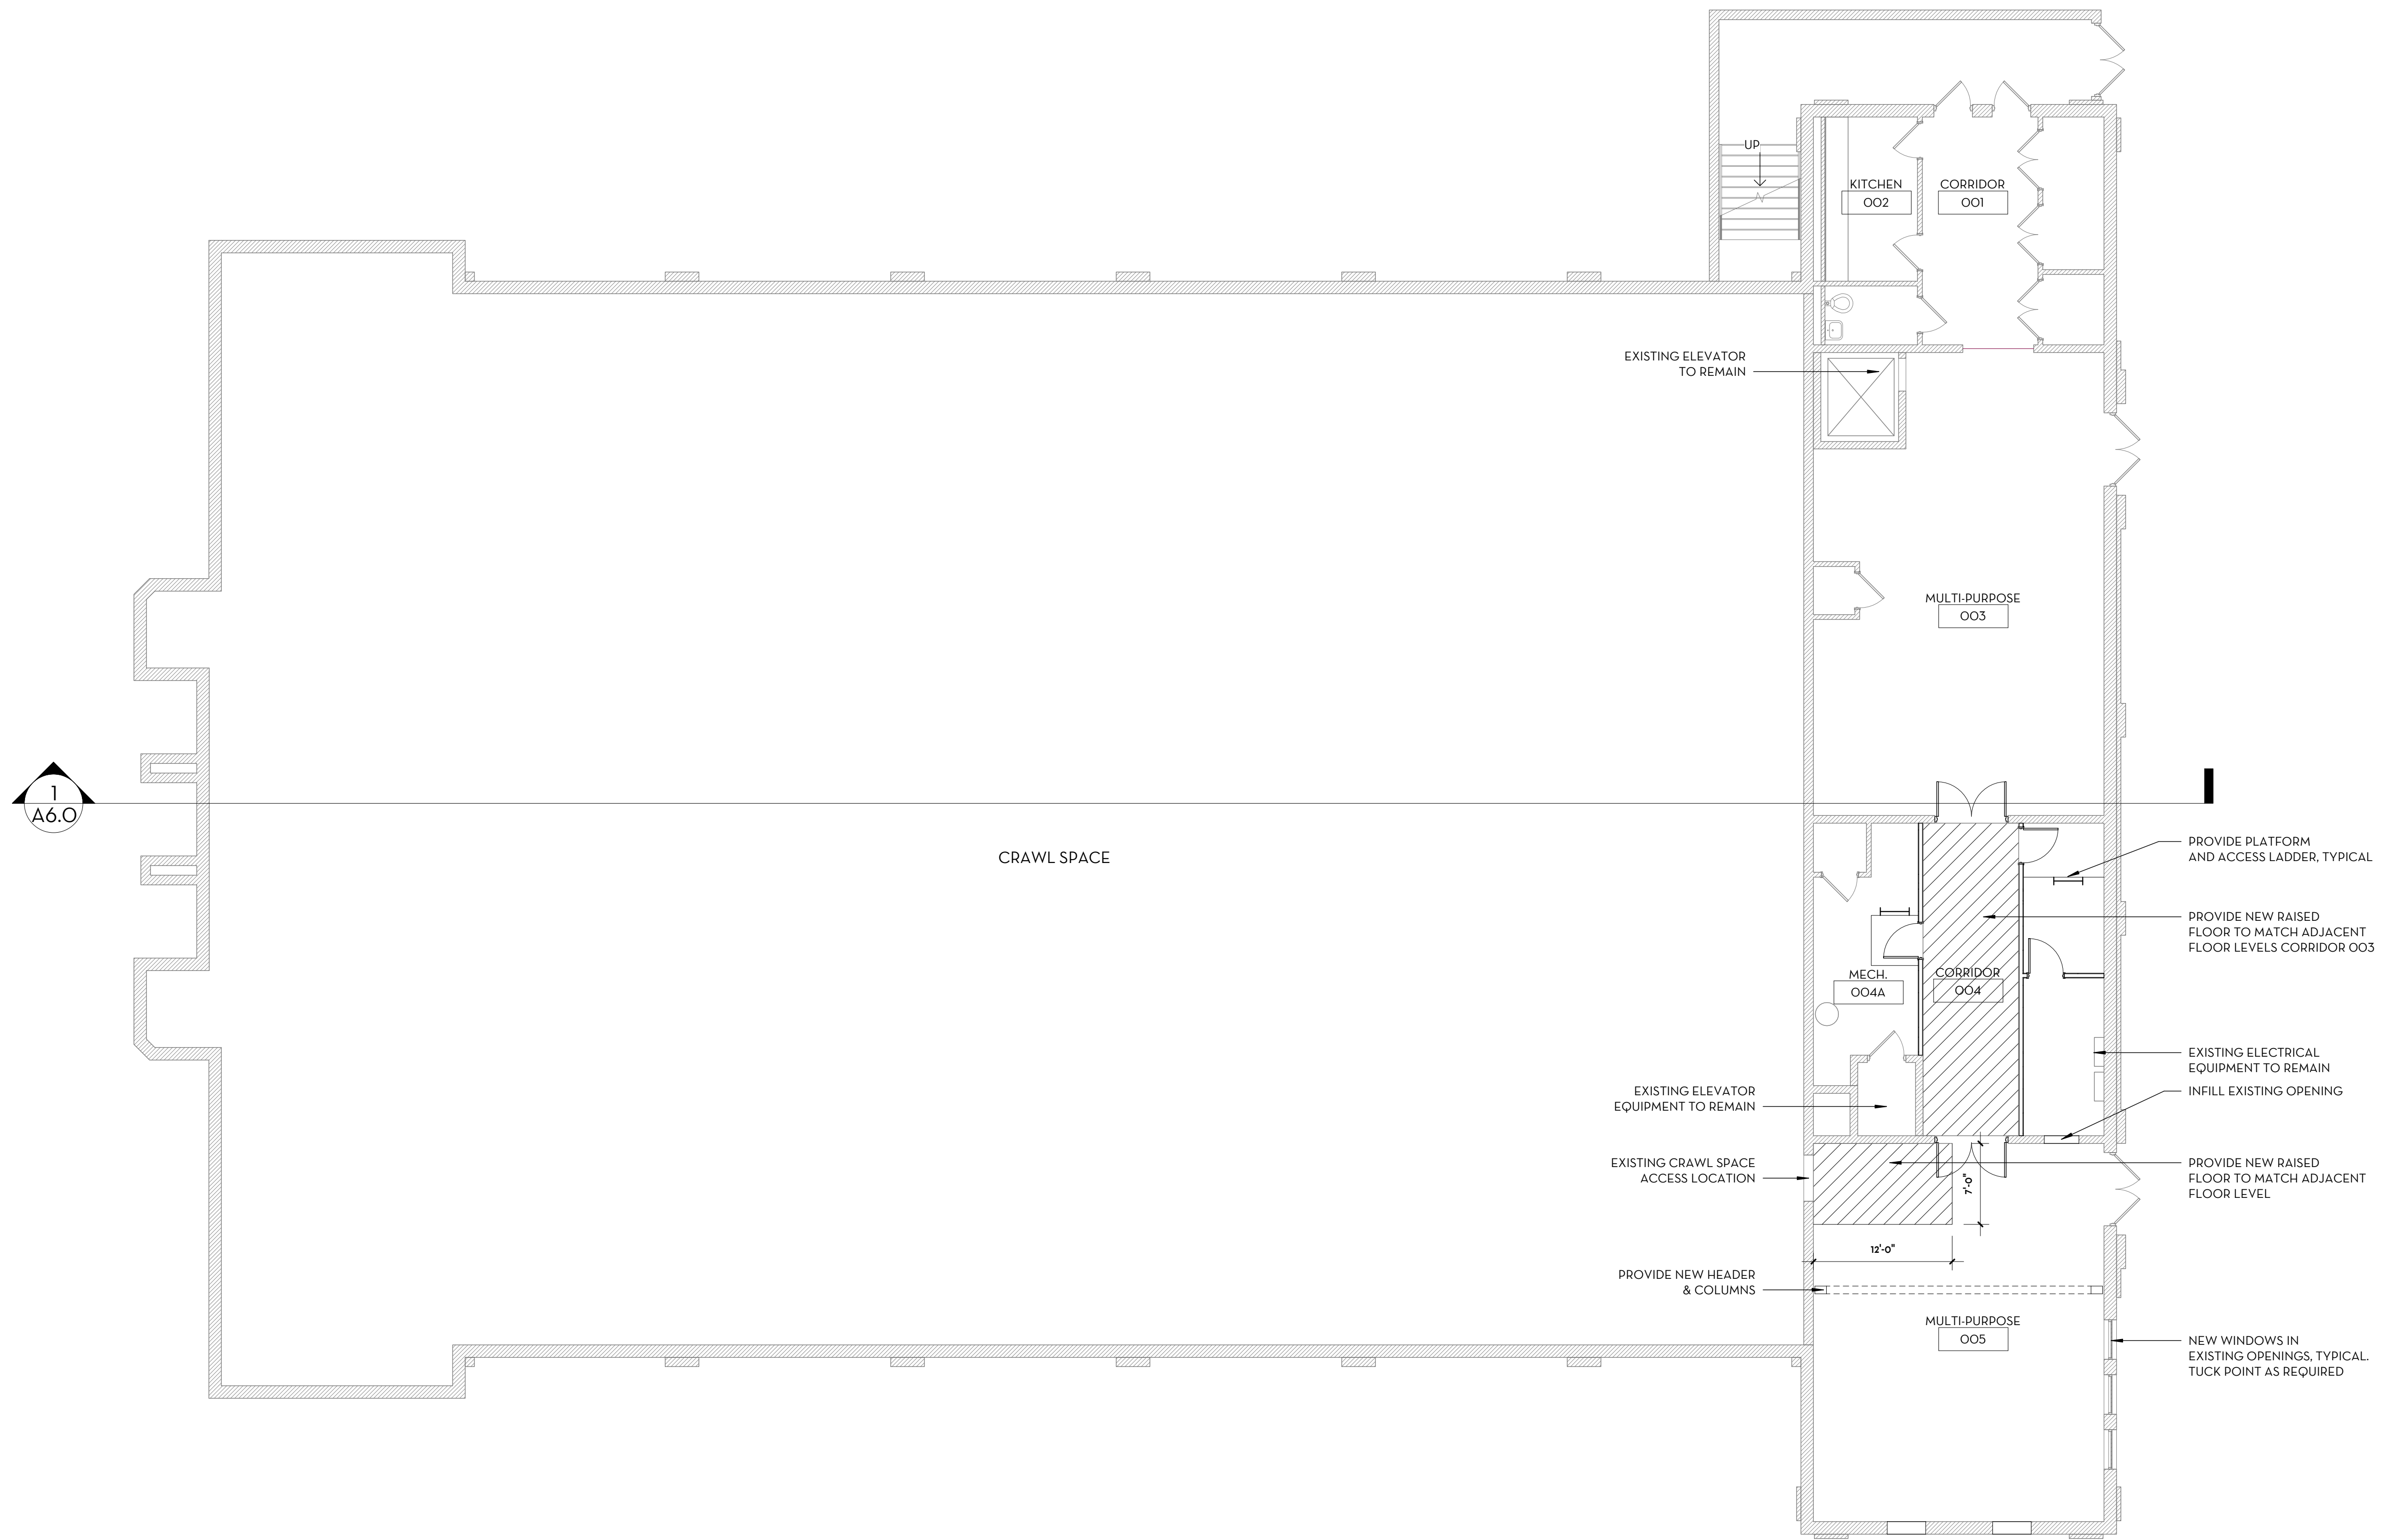 UP
KITCHEN
002
CORRIDOR
001
EXISTING ELEVATOR
TO REMAIN
MULTI-PURPOSE
003
1
A6.0
CRAWL SPACE
PROVIDE PLATFORM
AND ACCESS LADDER, TYPICAL
PROVIDE NEW RAISED
FLOOR TO MATCH ADJACENT
FLOOR LEVELS CORRIDOR 003
MECH.
004A
CORRIDOR
004
EXISTING ELECTRICAL
EQUIPMENT TO REMAIN
INFILL EXISTING OPENING
EXISTING ELEVATOR
EQUIPMENT TO REMAIN
EXISTING CRAWL SPACE
ACCESS LOCATION
PROVIDE NEW RAISED
FLOOR TO MATCH ADJACENT
FLOOR LEVEL
7'-0"
12'-0"
PROVIDE NEW HEADER
& COLUMNS
MULTI-PURPOSE
005
NEW WINDOWS IN
EXISTING OPENINGS, TYPICAL.
TUCK POINT AS REQUIRED